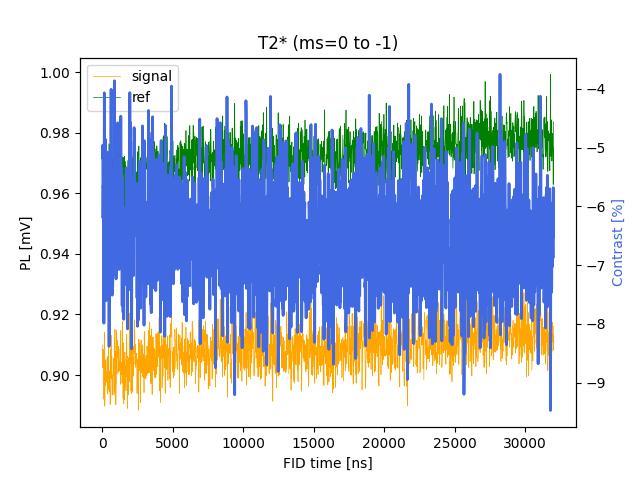 T2* (ms=0 to -1)
signal
ref
1.00
0.98
0.96
0.94
0.92
0.90
PL [mV]
−4
−5
−6
−7
−8
−9
Contrast [%]
0 5000 10000 15000 20000 25000 30000
FID time [ns]